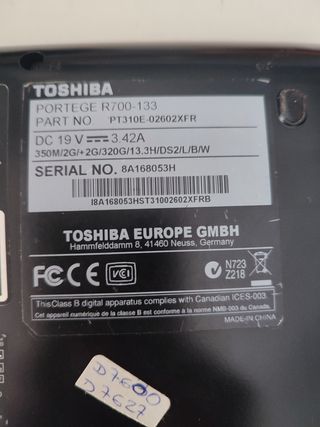 TOSHIBA
PORTEGE R700-133
PART NO. PT310E-02602XFR
DC 19 V 3.42A
350M/2G/+2G/320G/13.3H/DS2/L/B/W
SERIAL NO. 8A168053H
I8A168053HST31002602XFRB
TOSHIBA EUROPE GMBH
Hammfelddamm 8, 41460 Neuss, Germany
FC CE VCI N723
Z218
This Class B digital apparatus complies with Canadian ICES-003.
Cet appareil numérique de la classe B est conforme à la norme NMB-003 du Canada.
MADE IN CHINA
D7600
D7627